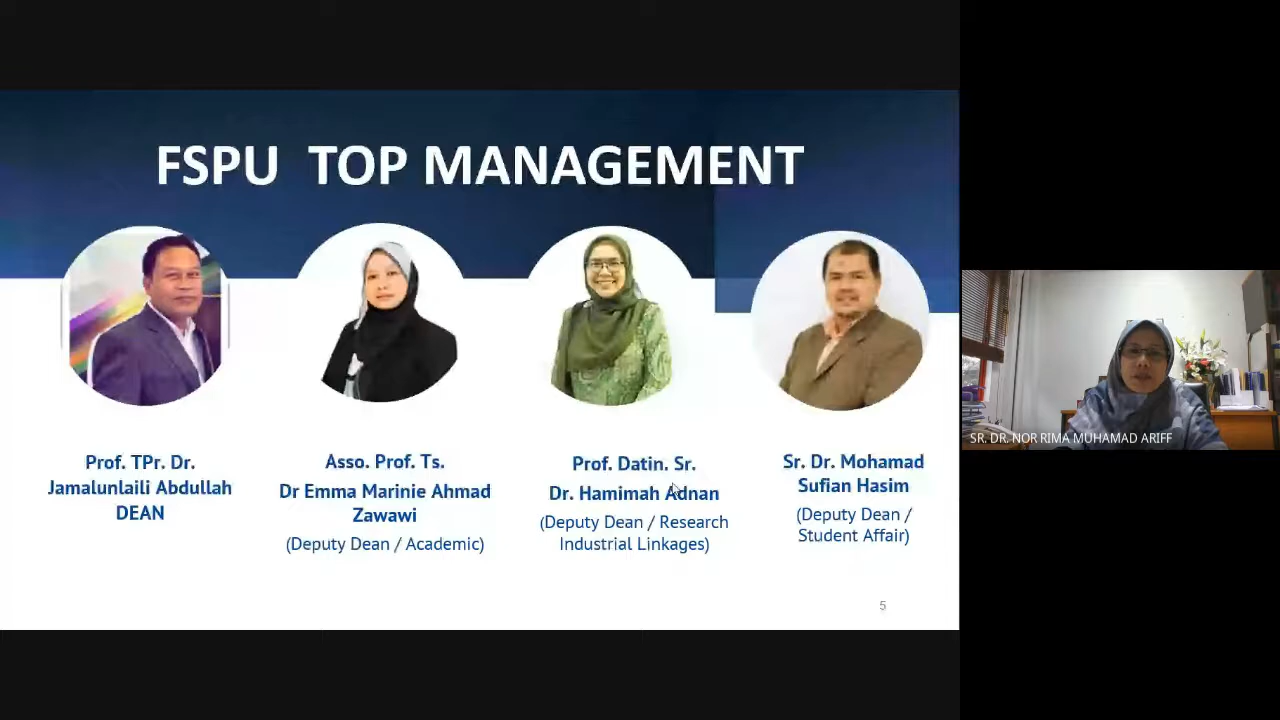 FSPU TOP MANAGEMENT
Prof. TPr. Dr.
Jamalunlaili Abdullah
DEAN
Asso. Prof. Ts.
Dr Emma Marinie Ahmad
Zawawi
(Deputy Dean / Academic)
Prof. Datin. Sr.
Dr. Hamimah Adnan
(Deputy Dean / Research
Industrial Linkages)
Sr. Dr. Mohamad
Sufian Hasim
(Deputy Dean /
Student Affair)
5
SR. DR. NOR RIMA MUHAMAD ARIFF